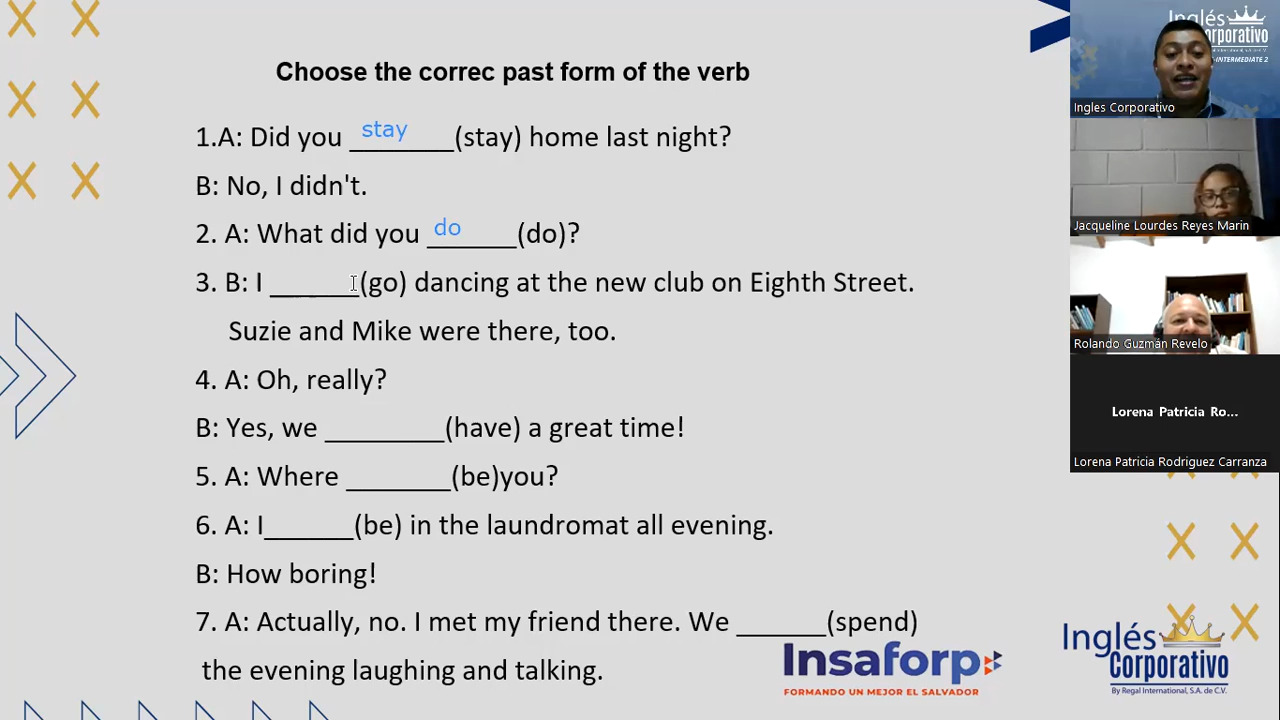 Choose the correc past form of the verb
1.A: Did you stay_______(stay) home last night?
B: No, I didn't.
2. A: What did you do______(do)?
3. B: I ______(go) dancing at the new club on Eighth Street.
Suzie and Mike were there, too.
4. A: Oh, really?
B: Yes, we ________(have) a great time!
5. A: Where _______(be)you?
6. A: I______(be) in the laundromat all evening.
B: How boring!
7. A: Actually, no. I met my friend there. We ______(spend)
the evening laughing and talking.
Insaforp
FORMANDO UN MEJOR EL SALVADOR
Inglés
Corporativo
By Regal International, S.A. de C.V.
Inglés
Corporativo
-INTERMEDIATE 2
Ingles Corporativo
Jacqueline Lourdes Reyes Marin
Rolando Guzmán Revelo
Lorena Patricia Ro...
Lorena Patricia Rodriguez Carranza